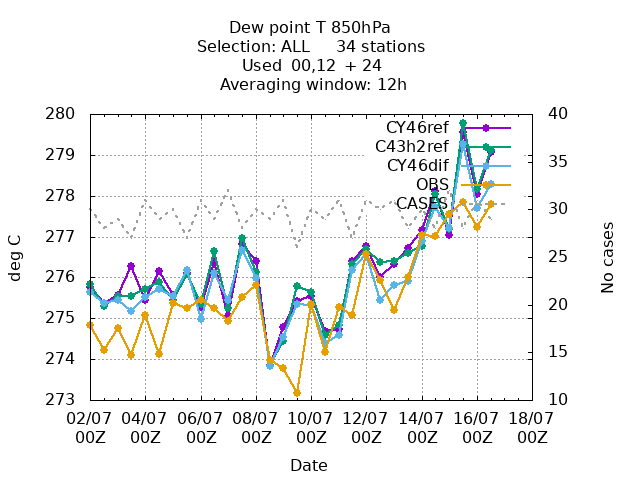 Dew point T 850hPa
Selection: ALL 34 stations
Used 00,12 + 24
Averaging window: 12h
280 40
CY46ref
C43h2ref
279 35
CY46dif
OBS
278 30
CASES
277
deg C
No cases
25
276
20
275
274 15
273 10
02/07 04/07 06/07 08/07 10/07 12/07 14/07 16/07 18/07
00Z 00Z 00Z 00Z 00Z 00Z 00Z 00Z 00Z
Date